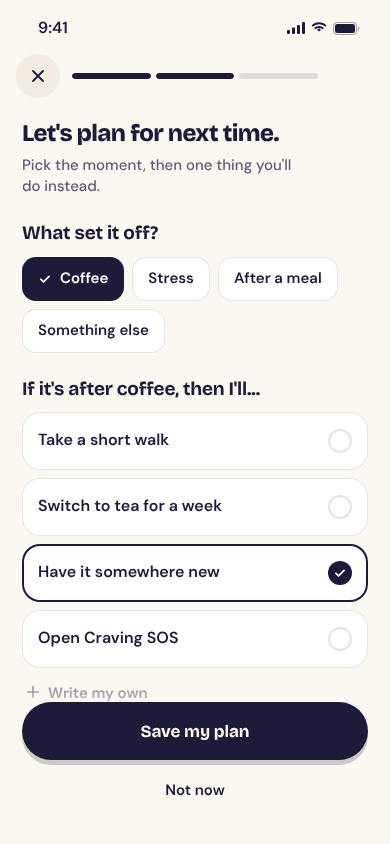 9:41
Let's plan for next time.
Pick the moment, then one thing you'll
do instead.
What set it off?
Coffee
Stress
After a meal
Something else
If it's after coffee, then I'll...
Take a short walk
Switch to tea for a week
Have it somewhere new
Open Craving SOS
Write my own
Save my plan
Not now